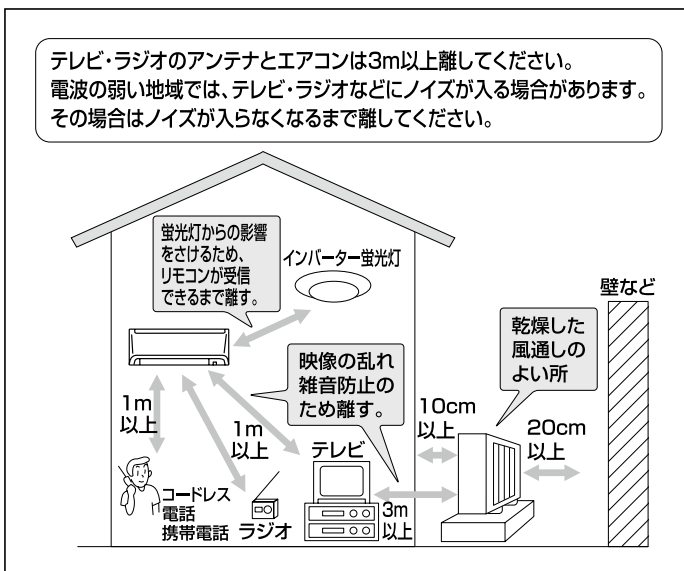 テレビ・ラジオのアンテナとエアコンは3m以上離してください。
電波の弱い地域では、テレビ・ラジオなどにノイズが入る場合があります。
その場合はノイズが入らなくなるまで離してください。
蛍光灯からの影響
をさけるため、
リモコンが受信
できるまで離す。
インバーター蛍光灯
壁など
乾燥した
風通しの
よい所
映像の乱れ
雑音防止の
ため離す。
1m
以上
1m
以上
テレビ
10cm
以上
20cm
以上
コードレス
電話
携帯電話
ラジオ
3m
以上